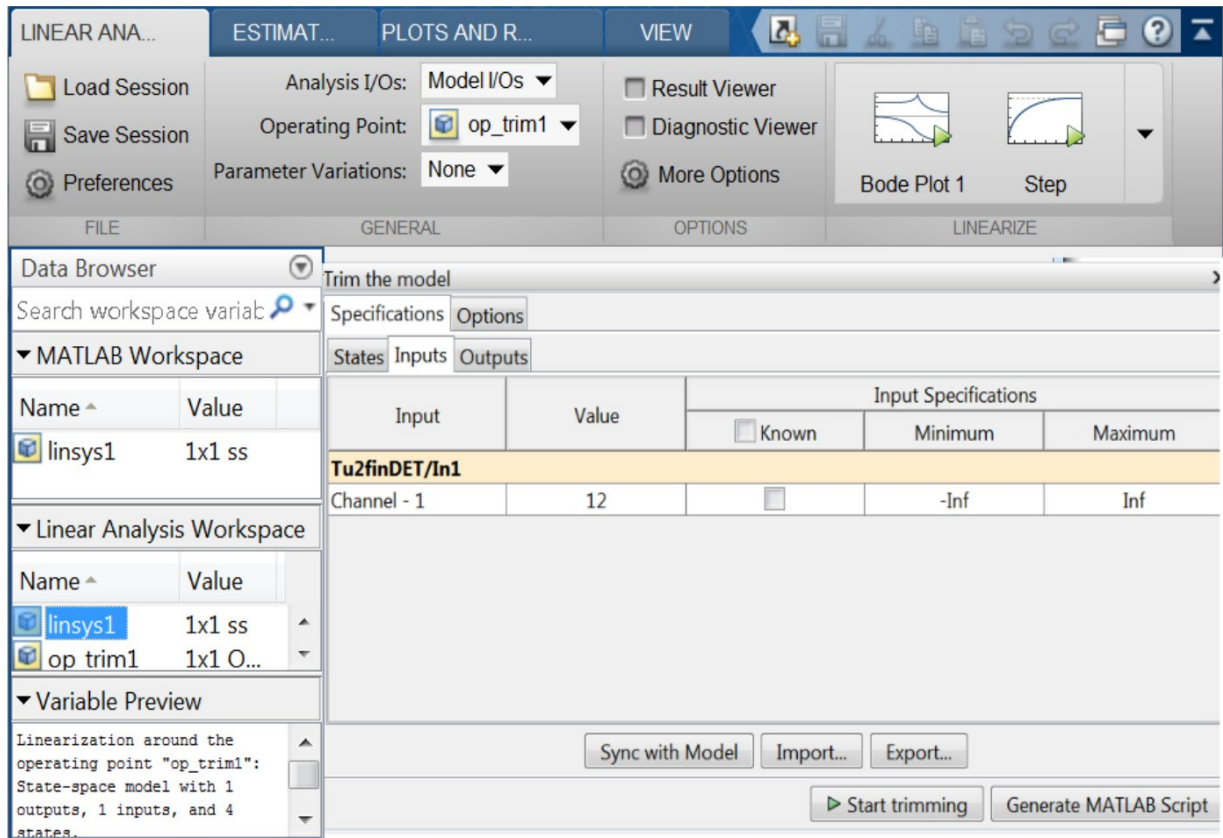 LINEAR ANA...
ESTIMAT...
PLOTS AND R...
VIEW
Load Session
Save Session
Preferences
FILE
Analysis I/Os: Model I/Os
Operating Point: op_trim1
Parameter Variations: None
GENERAL
Result Viewer
Diagnostic Viewer
More Options
OPTIONS
Bode Plot 1
Step
LINEARIZE
Data Browser
Search workspace variab
MATLAB Workspace
Name Value
linsys1 1x1 ss
Linear Analysis Workspace
Name Value
linsys1 1x1 ss
op_trim1 1x1 O...
Variable Preview
Linearization around the
operating point "op_trim1":
State-space model with 1
outputs, 1 inputs, and 4
states.
Trim the model
Specifications Options
States Inputs Outputs
Input Value Input Specifications
Known Minimum Maximum
Tu2finDET/In1
Channel - 1 12 -Inf Inf
Sync with Model Import... Export...
Start trimming Generate MATLAB Script